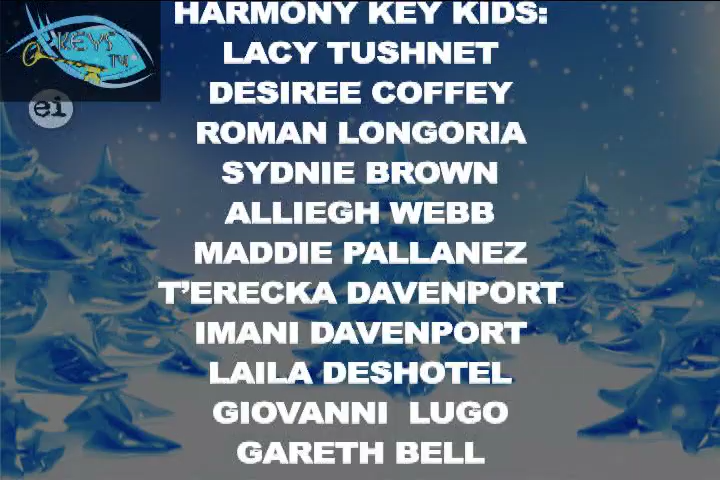 HARMONY KEY KIDS:
KEYS
TV
LACY TUSHNET
DESIREE COFFEY
ei
ROMAN LONGORIA
SYDNIE BROWN
ALLIEGH WEBB
MADDIE PALLANEZ
T'ERECKA DAVENPORT
IMANI DAVENPORT
LAILA DESHOTEL
GIOVANNI  LUGO
GARETH BELL